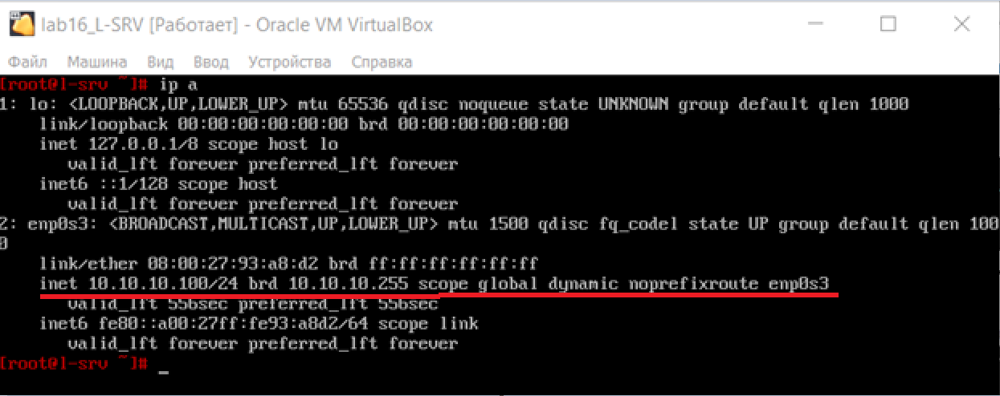 lab16_L-SRV [Работает] - Oracle VM VirtualBox
Файл Машина Вид Ввод Устройства Справка
[root@l-srv ~]# ip a
1: lo: <LOOPBACK,UP,LOWER_UP> mtu 65536 qdisc noqueue state UNKNOWN group default qlen 1000
link/loopback 00:00:00:00:00:00 brd 00:00:00:00:00:00
inet 127.0.0.1/8 scope host lo
valid_lft forever preferred_lft forever
inet6 ::1/128 scope host
valid_lft forever preferred_lft forever
2: enp0s3: <BROADCAST,MULTICAST,UP,LOWER_UP> mtu 1500 qdisc fq_codel state UP group default qlen 100
0
link/ether 08:00:27:93:a8:d2 brd ff:ff:ff:ff:ff:ff
inet 10.10.10.100/24 brd 10.10.10.255 scope global dynamic noprefixroute enp0s3
valid_lft 556sec preferred_lft 556sec
inet6 fe80::a00:27ff:fe93:a8d2/64 scope link
valid_lft forever preferred_lft forever
[root@l-srv ~]# _